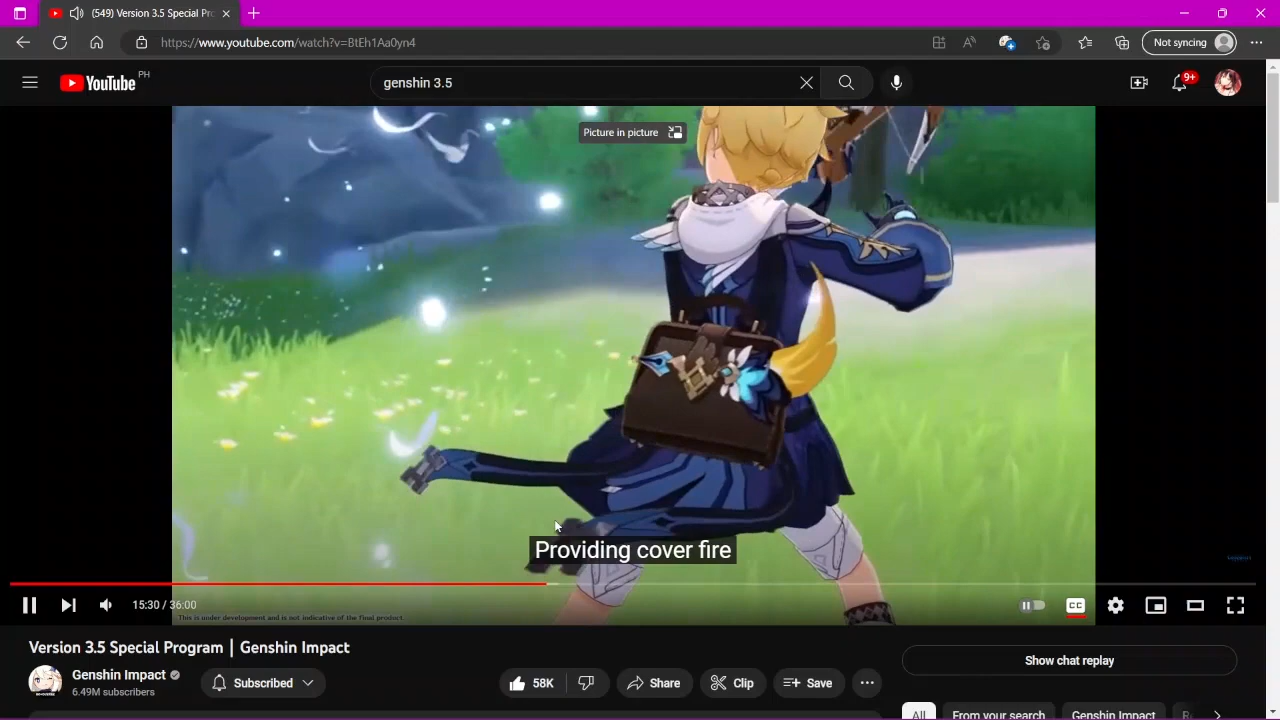 (549) Version 3.5 Special Pr
https://www.youtube.com/watch?v=BtEh1Aa0yn4
Not syncing
YouTube PH
genshin 3.5
9+
Picture in picture
Providing cover fire
15:30 / 36:00
CC
This is under development and is not indicative of the final product.
Version 3.5 Special Program | Genshin Impact
Genshin Impact
6.49M subscribers
Subscribed
58K
Share
Clip
Save
Show chat replay
All
From your search
Genshin Impact